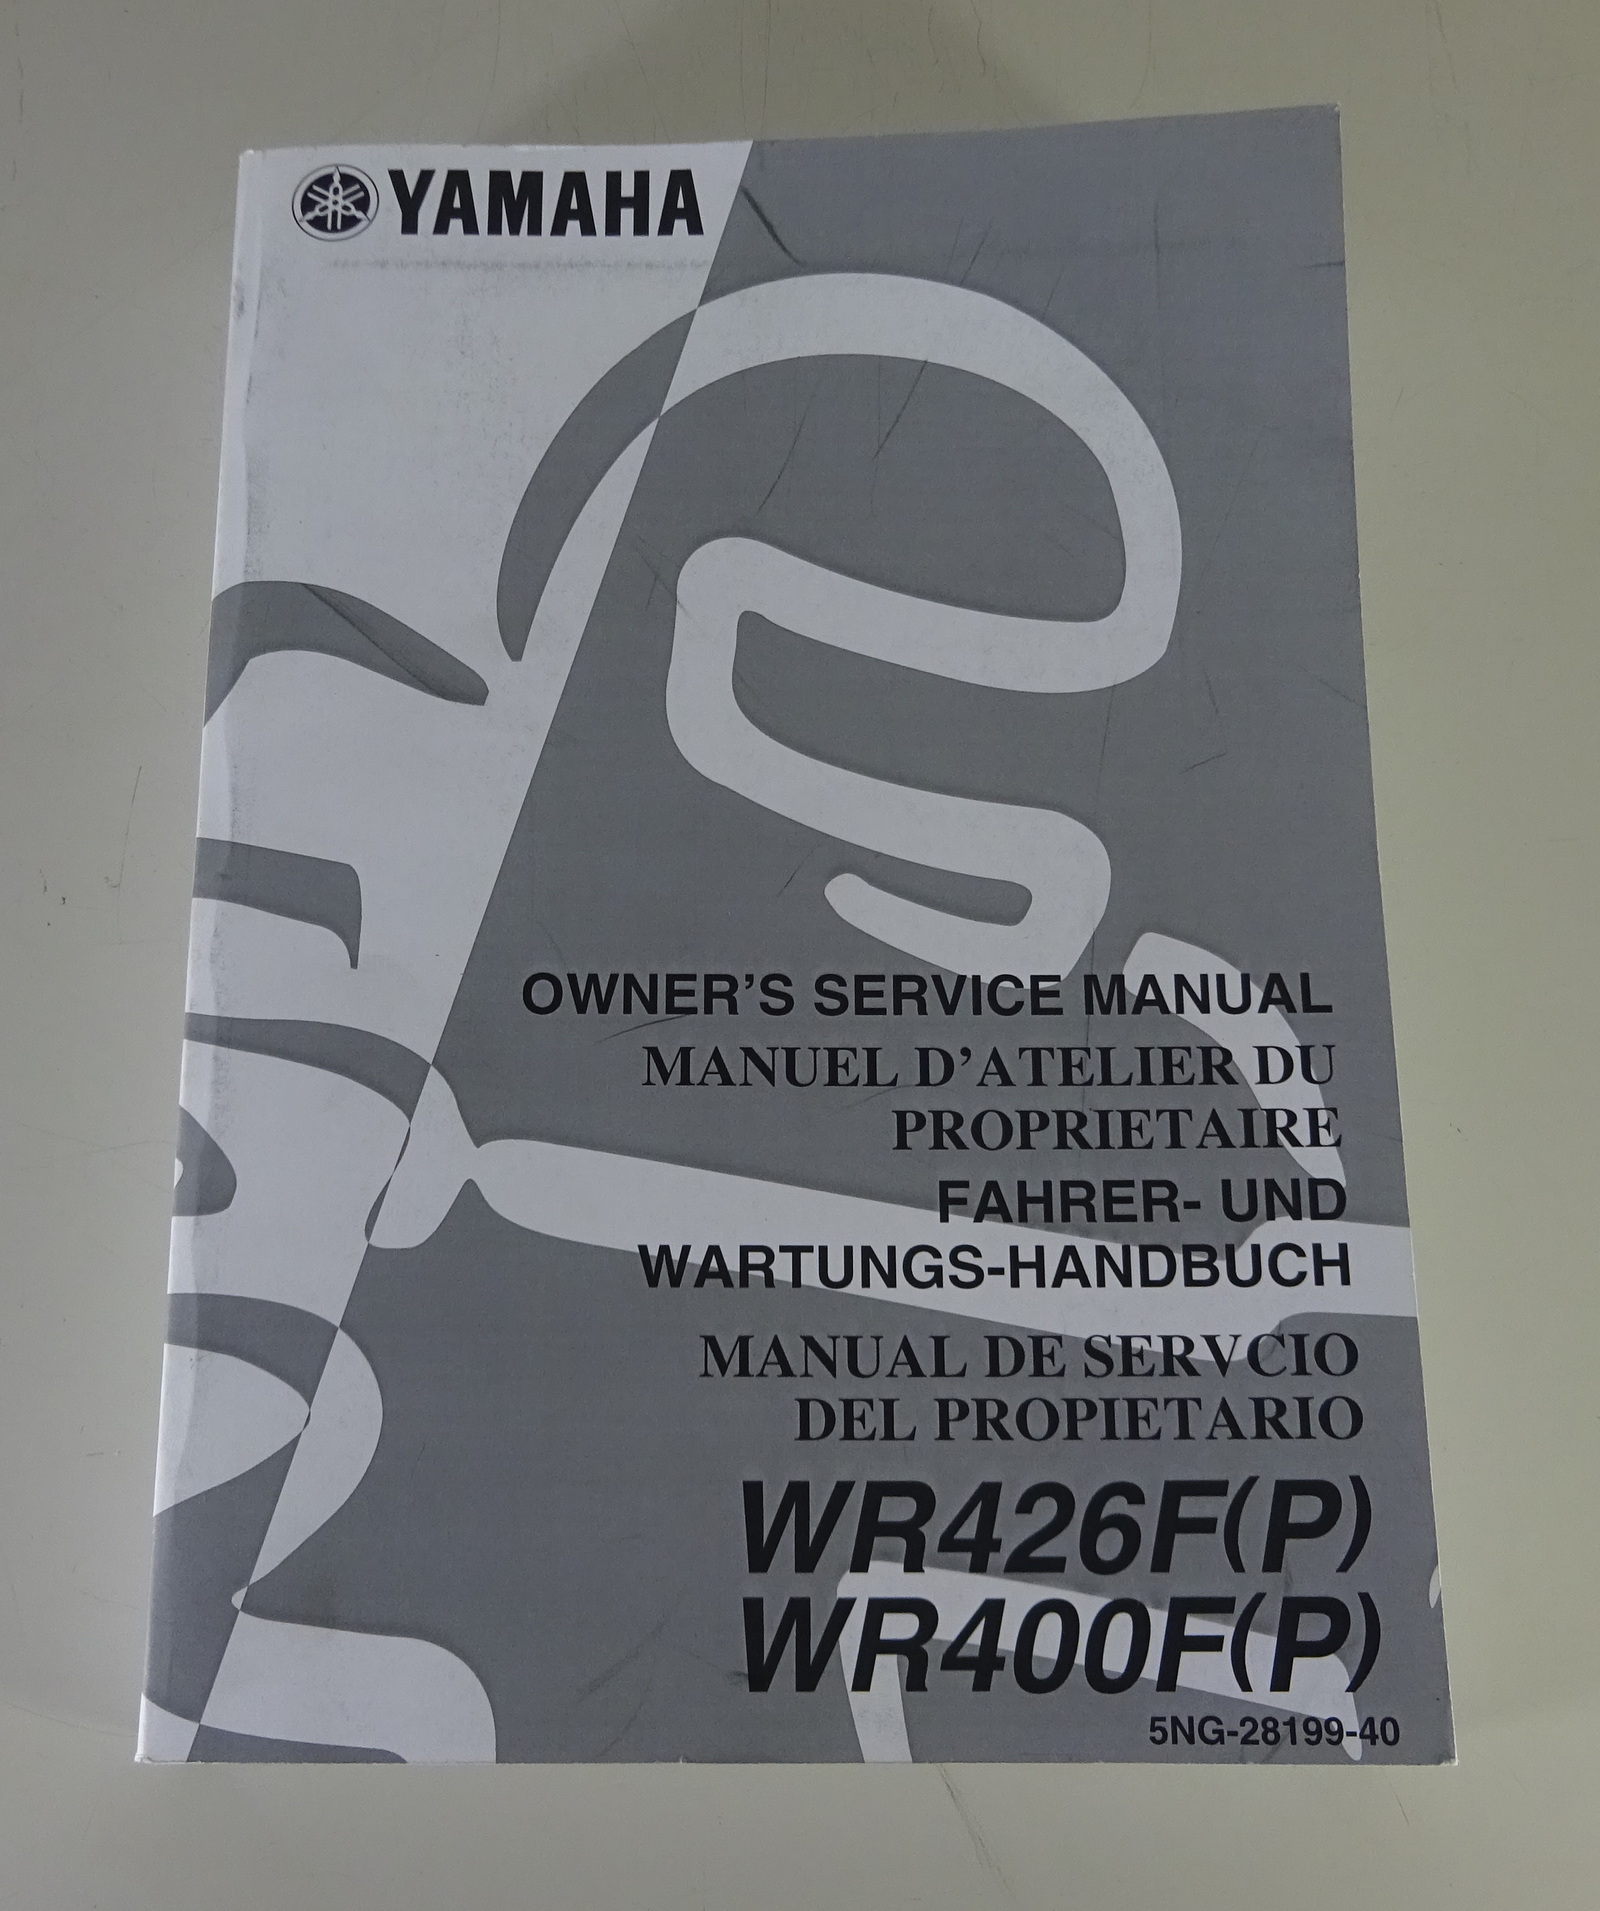 YAMAHA
OWNER’S SERVICE MANUAL
MANUEL D’ATELIER DU
PROPRIETAIRE
FAHRER- UND
WARTUNGS-HANDBUCH
MANUAL DE SERVCIO
DEL PROPIETARIO
WR426F(P)
WR400F(P)
5NG-28199-40